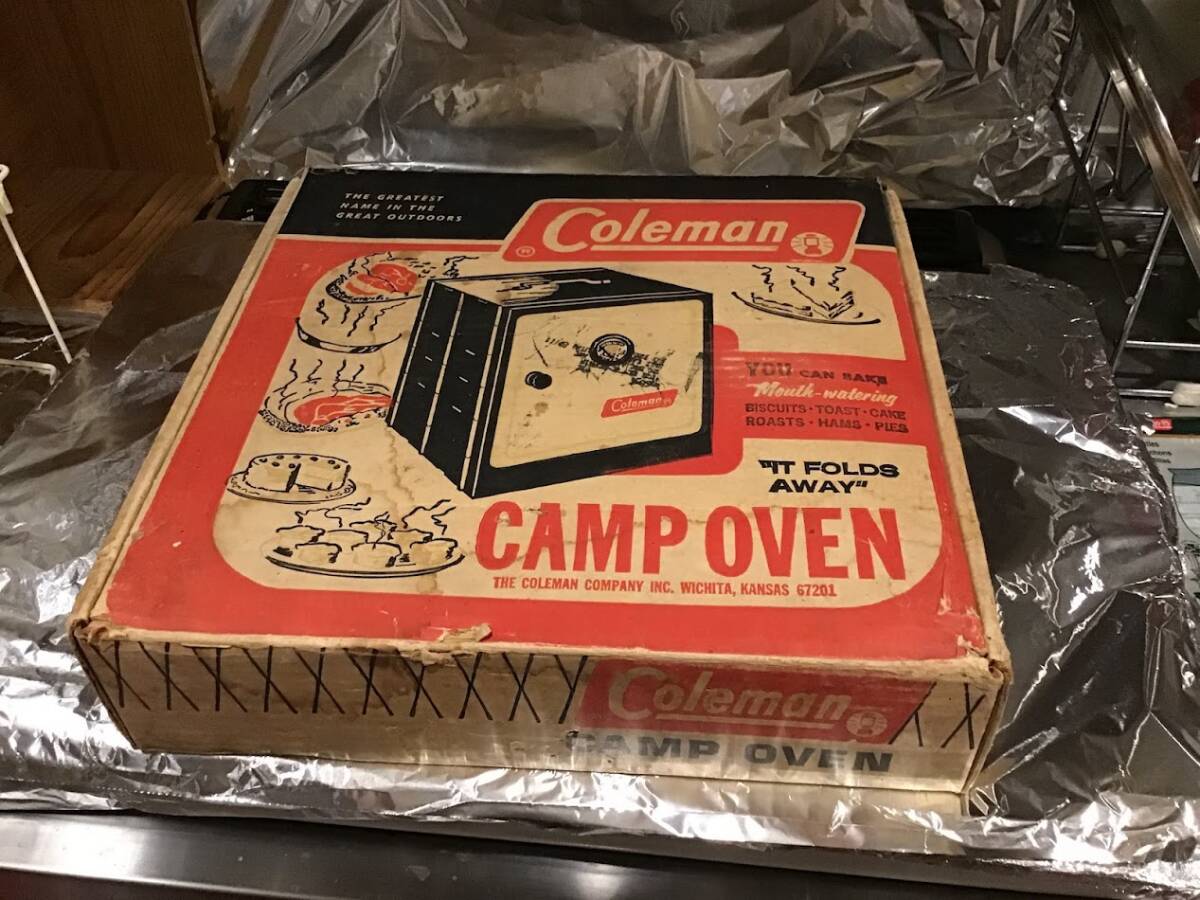 THE GREATEST
NAME IN THE
GREAT OUTDOORS
Coleman
®
Coleman
YOU CAN BAKE
Mouth-watering
BISCUITS · TOAST · CAKE
ROASTS · HAMS · PIES
"IT FOLDS
AWAY"
CAMP OVEN
THE COLEMAN COMPANY INC. WICHITA, KANSAS 67201
Coleman
CAMP OVEN